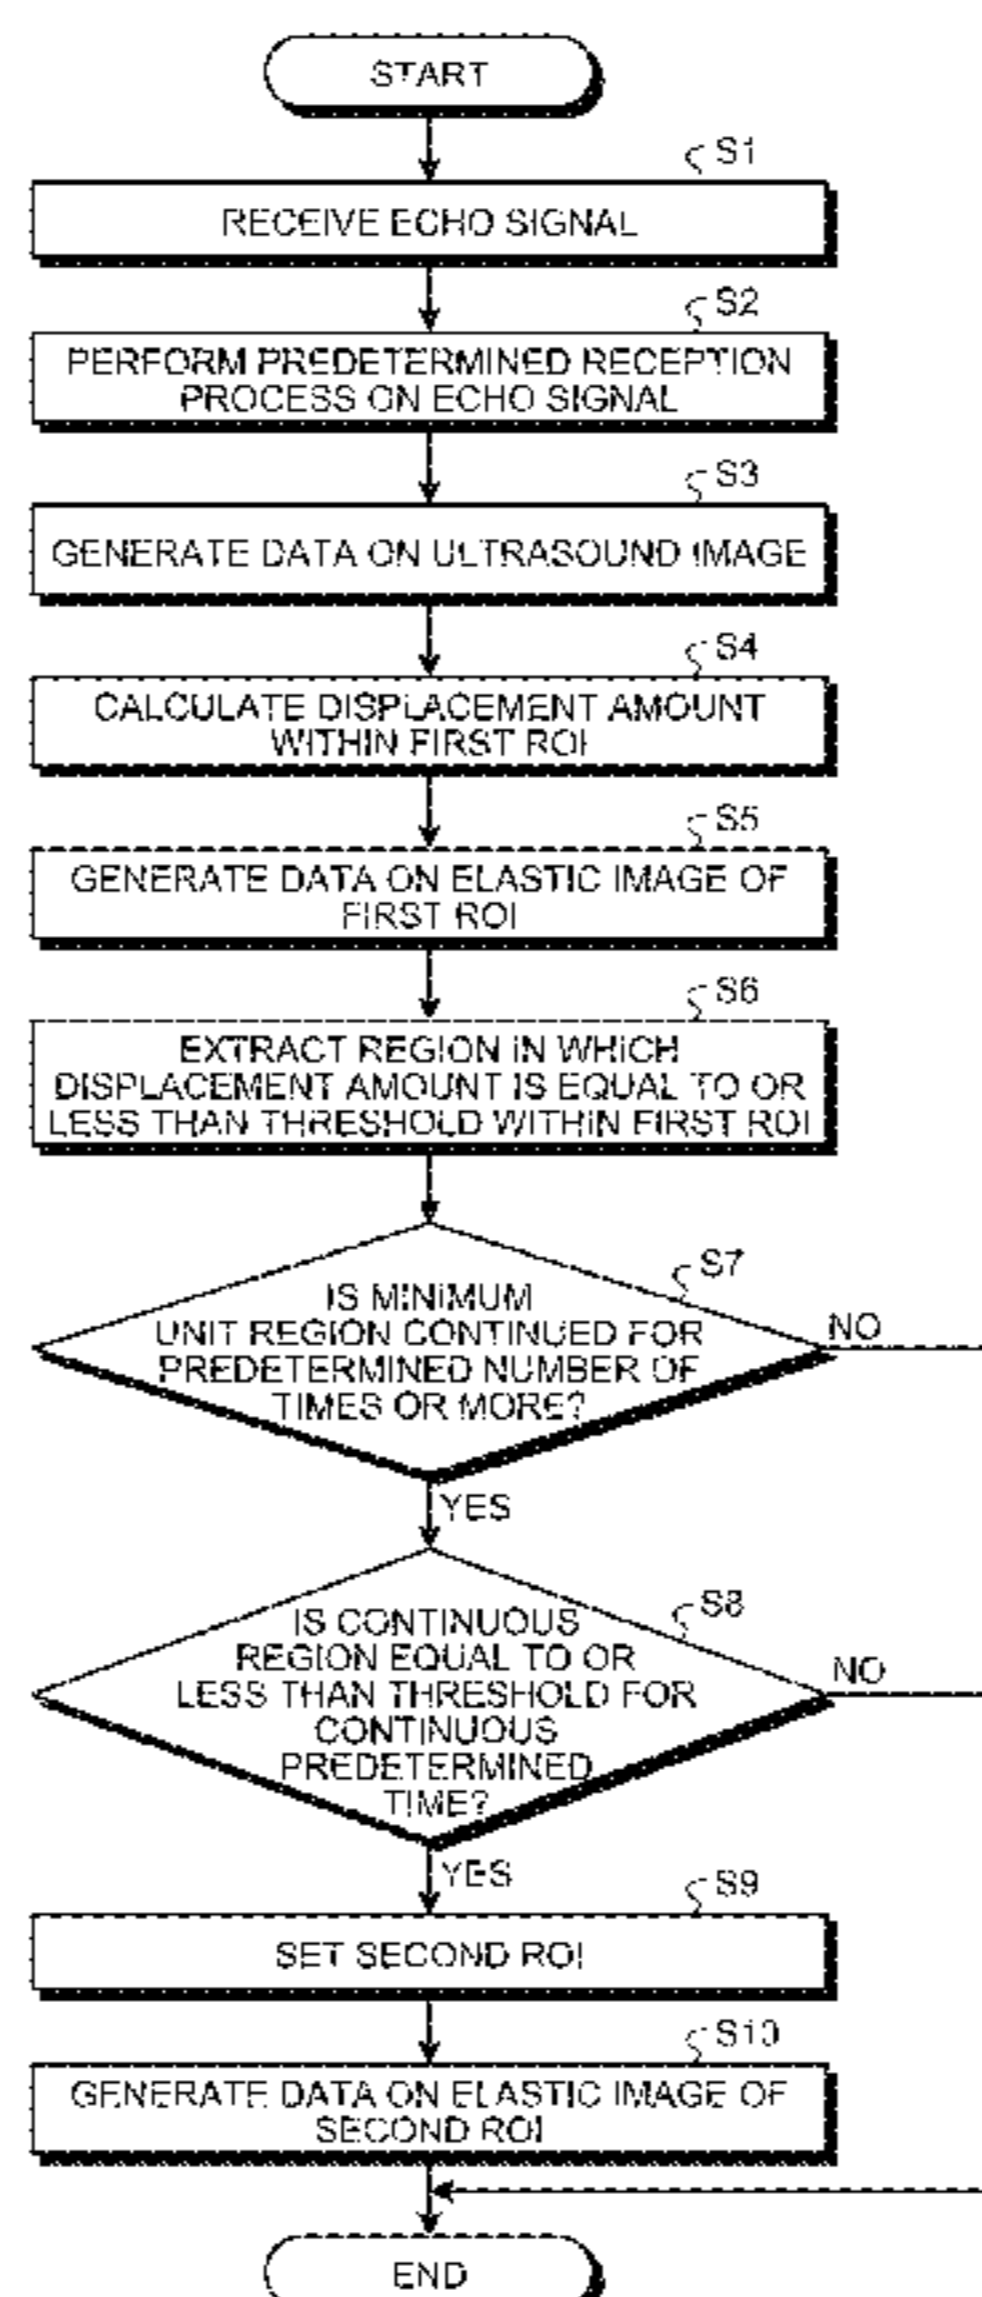 START
S1
RECEIVE ECHO SIGNAL
S2
PERFORM PREDETERMINED RECEPTION
PROCESS ON ECHO SIGNAL
S3
GENERATE DATA ON ULTRASOUND IMAGE
S4
CALCULATE DISPLACEMENT AMOUNT
WITHIN FIRST ROI
S5
GENERATE DATA ON ELASTIC IMAGE OF
FIRST ROI
S6
EXTRACT REGION IN WHICH
DISPLACEMENT AMOUNT IS EQUAL TO OR
LESS THAN THRESHOLD WITHIN FIRST ROI
S7
IS MINIMUM
UNIT REGION CONTINUED FOR
PREDETERMINED NUMBER OF
TIMES OR MORE?
NO
YES
S8
IS CONTINUOUS
REGION EQUAL TO OR
LESS THAN THRESHOLD FOR
CONTINUOUS
PREDETERMINED
TIME?
NO
YES
S9
SET SECOND ROI
S10
GENERATE DATA ON ELASTIC IMAGE OF
SECOND ROI
END